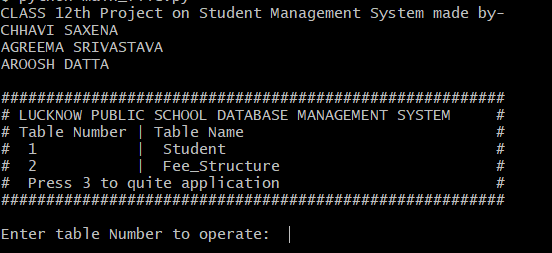 CLASS 12th Project on Student Management System made by-
CHHAVI SAXENA
AGREEMA SRIVASTAVA
AROOSH DATTA
########################################################
# LUCKNOW PUBLIC SCHOOL DATABASE MANAGEMENT SYSTEM     #
# Table Number | Table Name                            #
#  1           |  Student                              #
#  2           |  Fee_Structure                        #
#  Press 3 to quite application                        #
########################################################
Enter table Number to operate: